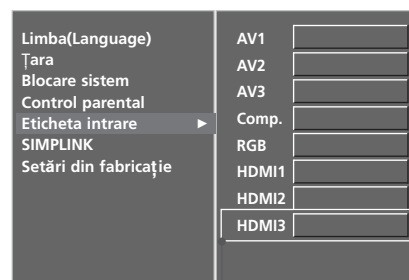 Limba(Language)
Țara
Blocare sistem
Control parental
Eticheta intrare ►
SIMPLINK
Setări din fabricație
AV1
AV2
AV3
Comp.
RGB
HDMI1
HDMI2
HDMI3